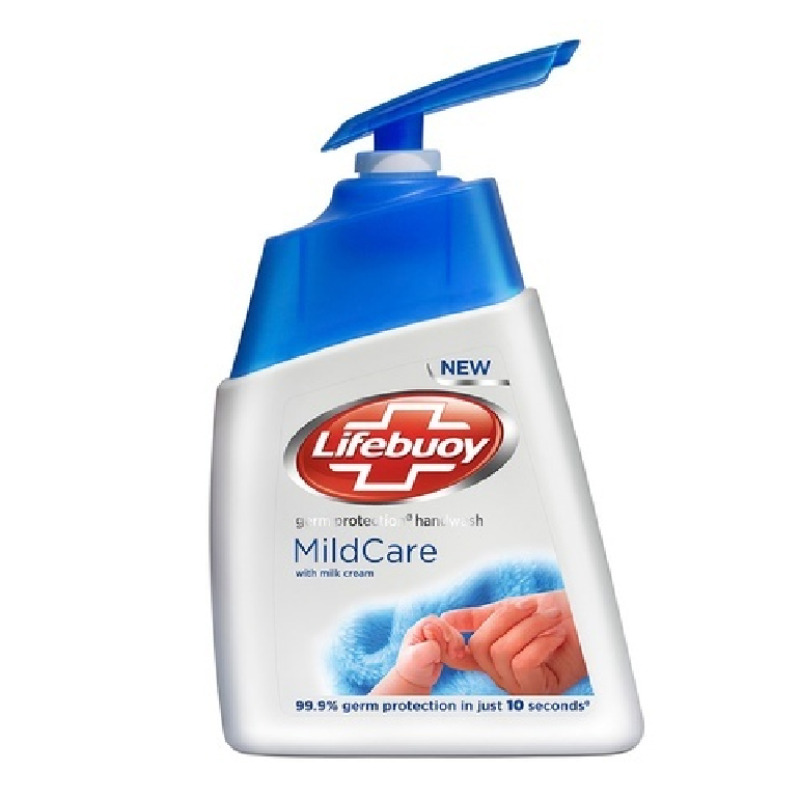 NEW
Lifebuoy
germ protection® handwash
MildCare
with milk cream
99.9% germ protection in just 10 seconds*